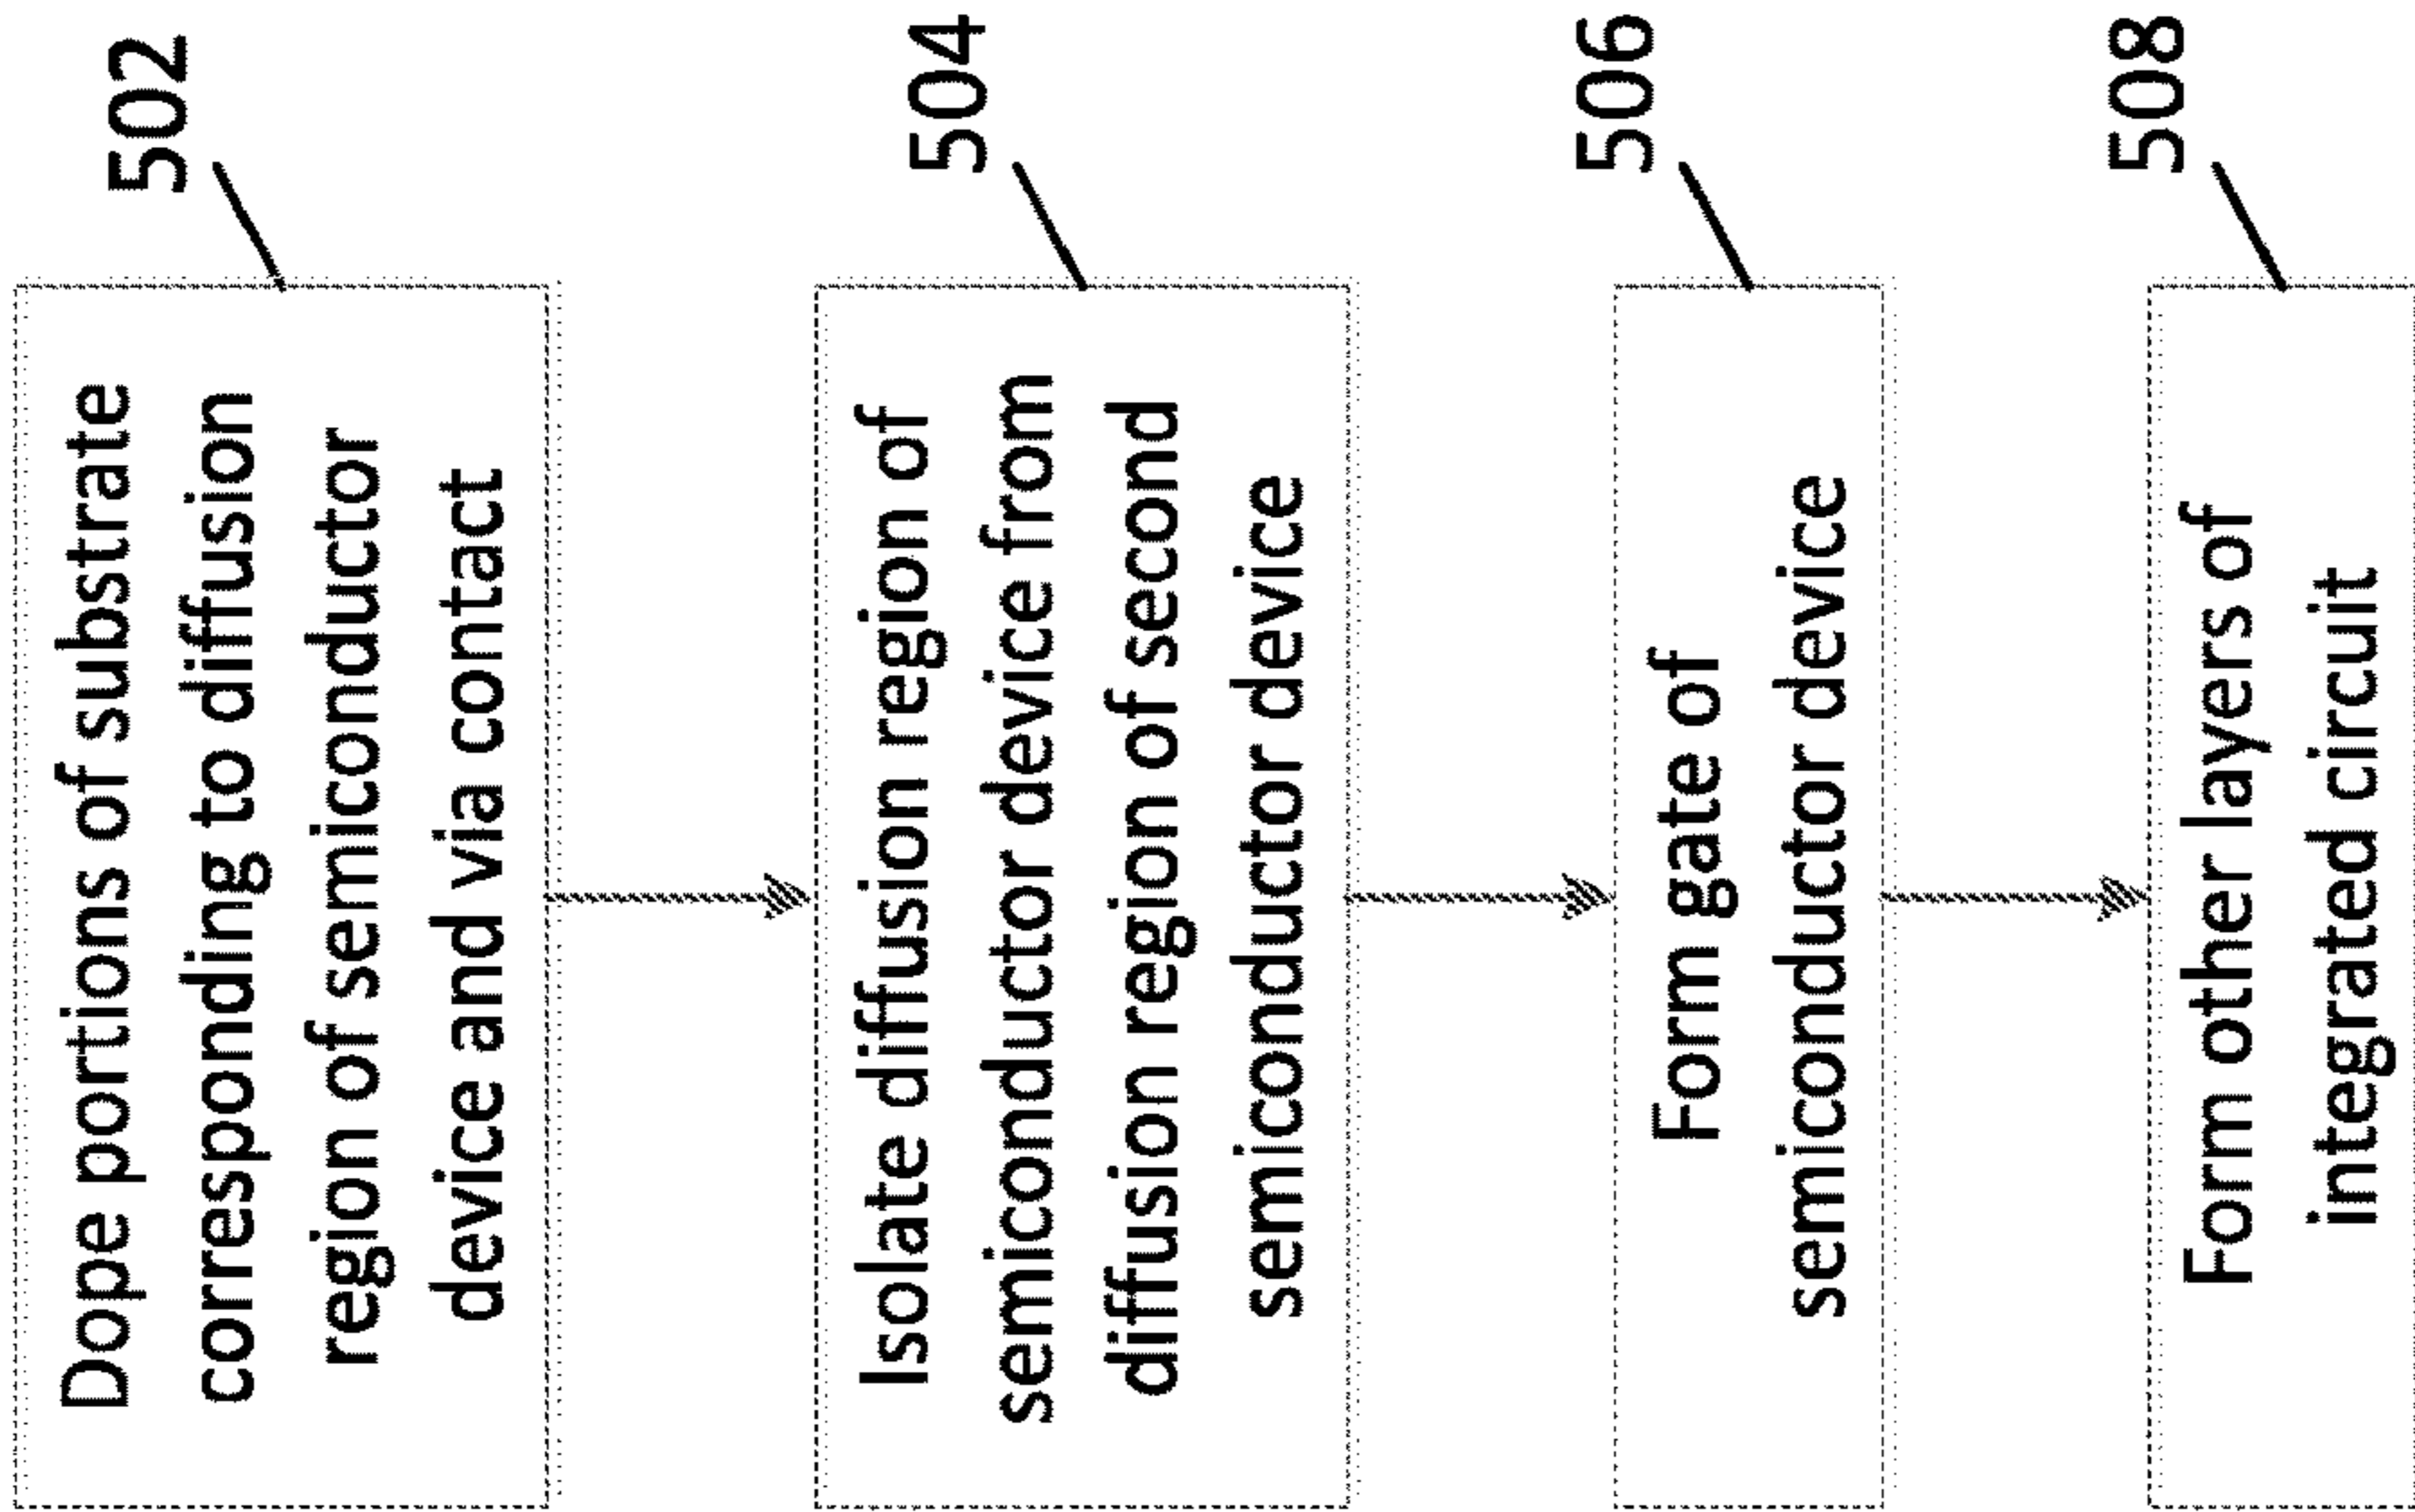 502
Dope portions of substrate
corresponding to diffusion
region of semiconductor
device and via contact
504
Isolate diffusion region of
semiconductor device from
diffusion region of second
semiconductor device
506
Form gate of
semiconductor device
508
Form other layers of
integrated circuit